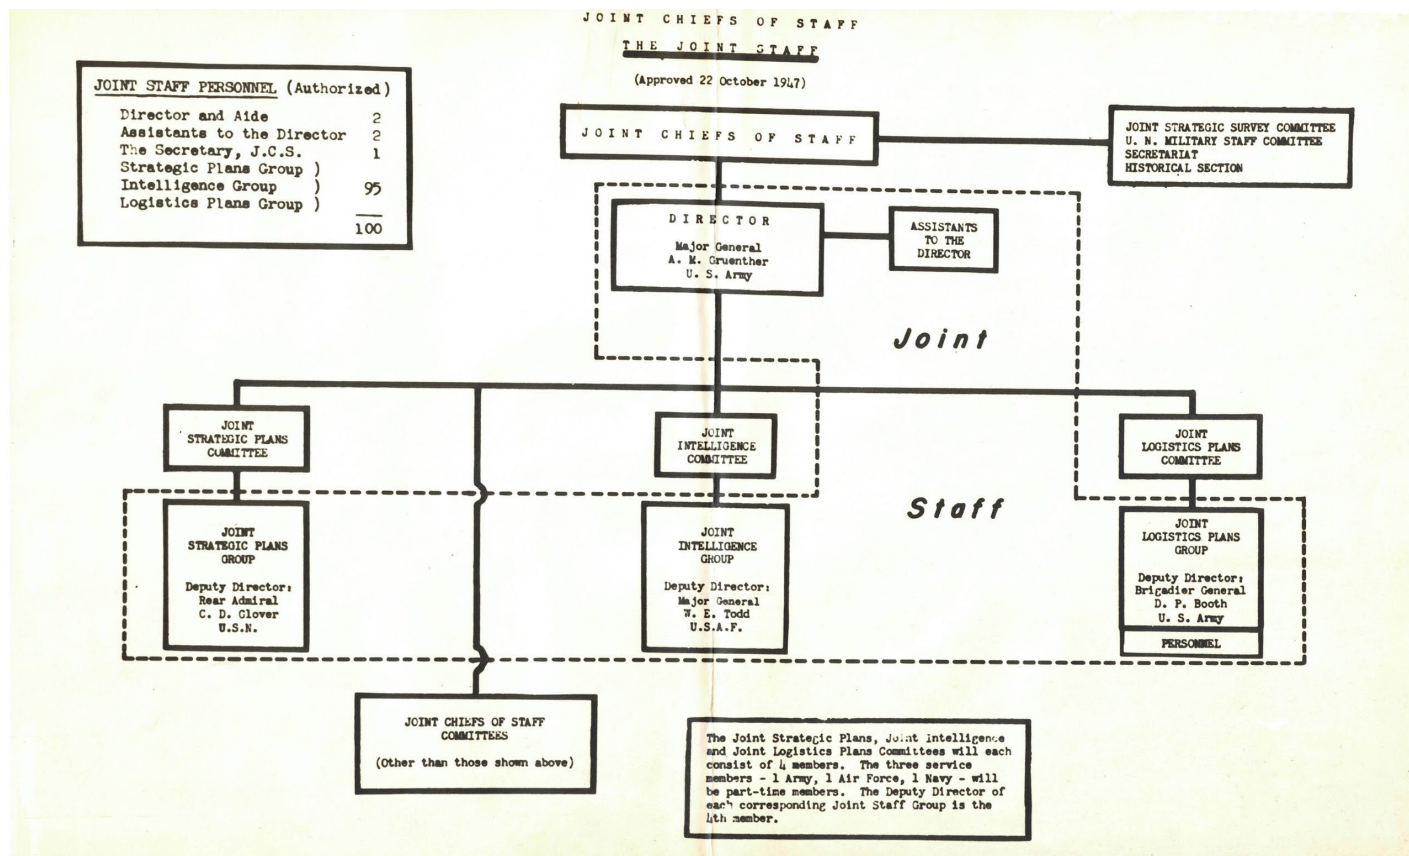 JOINT CHIEFS OF STAFF
THE JOINT STAFF
(Approved 22 October 1947)
JOINT STAFF PERSONNEL (Authorized)
Director and Aide 2
Assistants to the Director 2
The Secretary, J.C.S. 1
Strategic Plans Group )
Intelligence Group ) 95
Logistics Plans Group )
100
JOINT CHIEFS OF STAFF
JOINT STRATEGIC SURVEY COMMITTEE
U. N. MILITARY STAFF COMMITTEE
SECRETARIAT
HISTORICAL SECTION
DIRECTOR
Major General
A. M. Gruenther
U. S. Army
ASSISTANTS
TO THE
DIRECTOR
Joint
JOINT
STRATEGIC PLANS
COMMITTEE
JOINT
INTELLIGENCE
COMMITTEE
JOINT
LOGISTICS PLANS
COMMITTEE
Staff
JOINT
STRATEGIC PLANS
GROUP
Deputy Director:
Rear Admiral
C. D. Glover
U.S.N.
JOINT
INTELLIGENCE
GROUP
Deputy Director:
Major General
W. E. Todd
U.S.A.F.
JOINT
LOGISTICS PLANS
GROUP
Deputy Director:
Brigadier General
D. P. Booth
U. S. Army
PERSONNEL
JOINT CHIEFS OF STAFF
COMMITTEES
(Other than those shown above)
The Joint Strategic Plans, Joint Intelligence
and Joint Logistics Plans Committees will each
consist of 4 members. The three service
members - 1 Army, 1 Air Force, 1 Navy - will
be part-time members. The Deputy Director of
each corresponding Joint Staff Group is the
4th member.